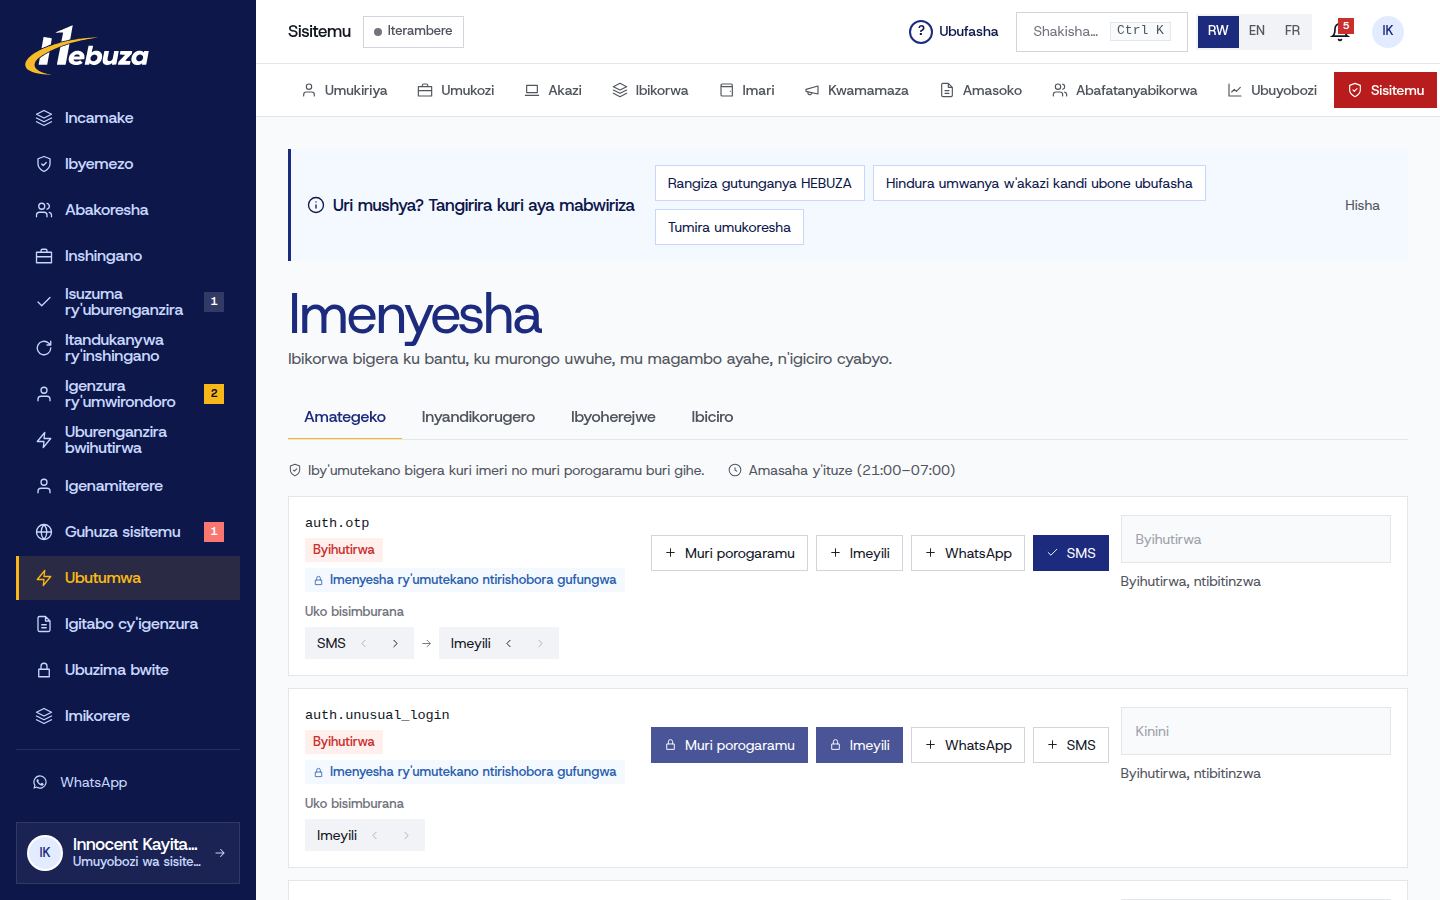 Hebuza
Incamake
Ibyemezo
Abakoresha
Inshingano
Isuzuma
ry'uburenganzira
1
Itandukanywa
ry'inshingano
Igenzura
ry'umwirondoro
2
Uburenganzira
bwihutirwa
Igenamiterere
Guhuza sisitemu
1
Ubutumwa
Igitabo cy'igenzura
Ubuzima bwite
Imikorere
WhatsApp
IK
Innocent Kayita...
Umuyobozi wa sisite...
Sisitemu
Iterambere
? Ubufasha
Shakisha... Ctrl K
RW EN FR
5
IK
Umukiriya Umukozi Akazi Ibikorwa Imari Kwamamaza Amasoko Abafatanyabikorwa Ubuyobozi Sisitemu
Uri mushya? Tangirira kuri aya mabwiriza
Rangiza gutunganya HEBUZA
Hindura umwanya w'akazi kandi ubone ubufasha
Tumira umukoresha
Hisha
Imenyesha
Ibikorwa bigera ku bantu, ku murongo uwuhe, mu magambo ayahe, n'igiciro cyabyo.
Amategeko Inyandikorugero Ibyoherejwe Ibiciro
Iby'umutekano bigera kuri imeri no muri porogaramu buri gihe. Amasaha y'ituze (21:00–07:00)
auth.otp
Byihutirwa
Imenyesha ry'umutekano ntirishobora gufungwa
Uko bisimburana
SMS → Imeyili
+ Muri porogaramu + Imeyili + WhatsApp SMS
Byihutirwa
Byihutirwa, ntibitinzwa
auth.unusual_login
Byihutirwa
Imenyesha ry'umutekano ntirishobora gufungwa
Uko bisimburana
Imeyili
Muri porogaramu Imeyili + WhatsApp + SMS
Kinini
Byihutirwa, ntibitinzwa